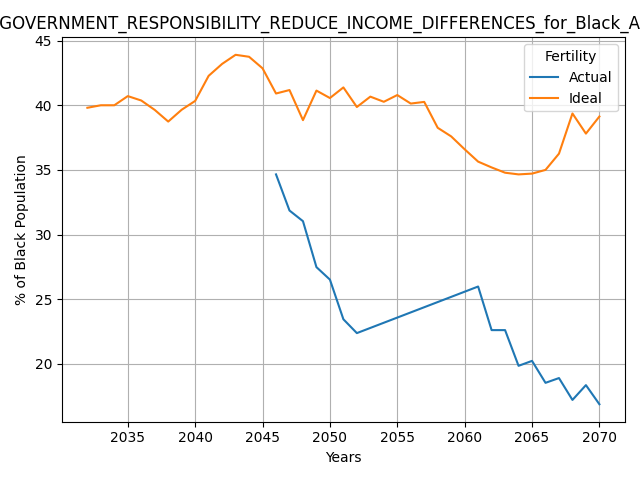 GOVERNMENT_RESPONSIBILITY_REDUCE_INCOME_DIFFERENCES_for_Black_A
Fertility
Actual
Ideal
% of Black Population
45
40
35
30
25
20
2035 2040 2045 2050 2055 2060 2065 2070
Years